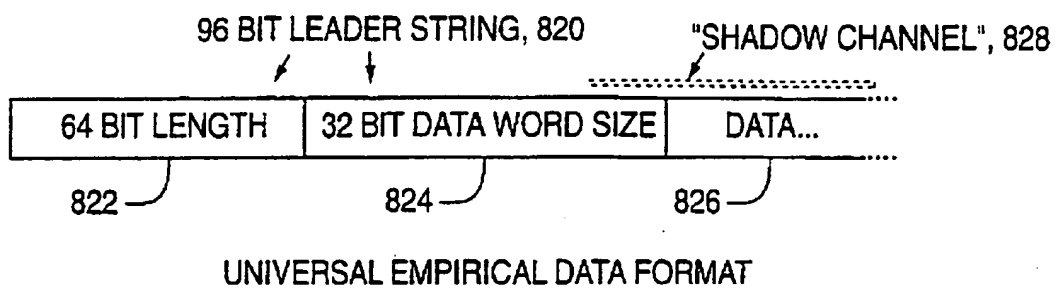 96 BIT LEADER STRING, 820
"SHADOW CHANNEL", 828
64 BIT LENGTH
32 BIT DATA WORD SIZE
DATA...
822
824
826
UNIVERSAL EMPIRICAL DATA FORMAT